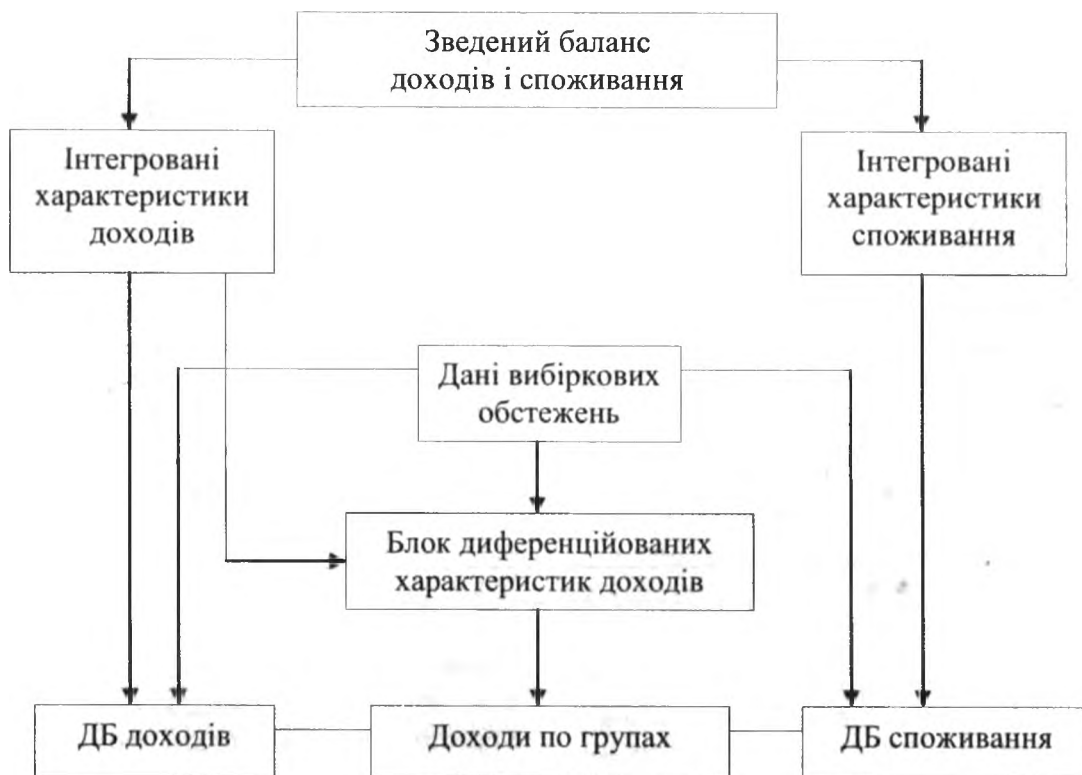 Зведений баланс
доходів і споживання
Інтегровані
характеристики
доходів
Інтегровані
характеристики
споживання
Дані вибіркових
обстежень
Блок диференційованих
характеристик доходів
ДБ доходів
Доходи по групах
ДБ споживання